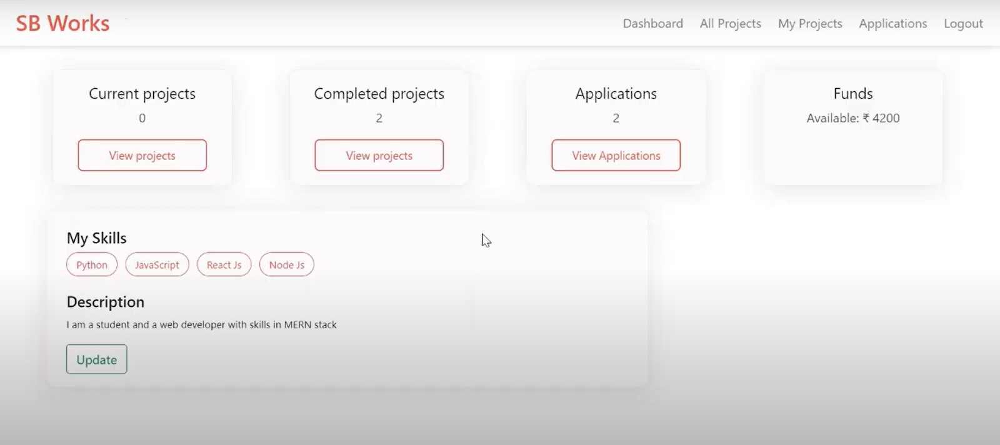 SB Works
Dashboard All Projects My Projects Applications Logout
Current projects
0
View projects
Completed projects
2
View projects
Applications
2
View Applications
Funds
Available: ₹ 4200
My Skills
Python JavaScript React Js Node Js
Description
I am a student and a web developer with skills in MERN stack
Update